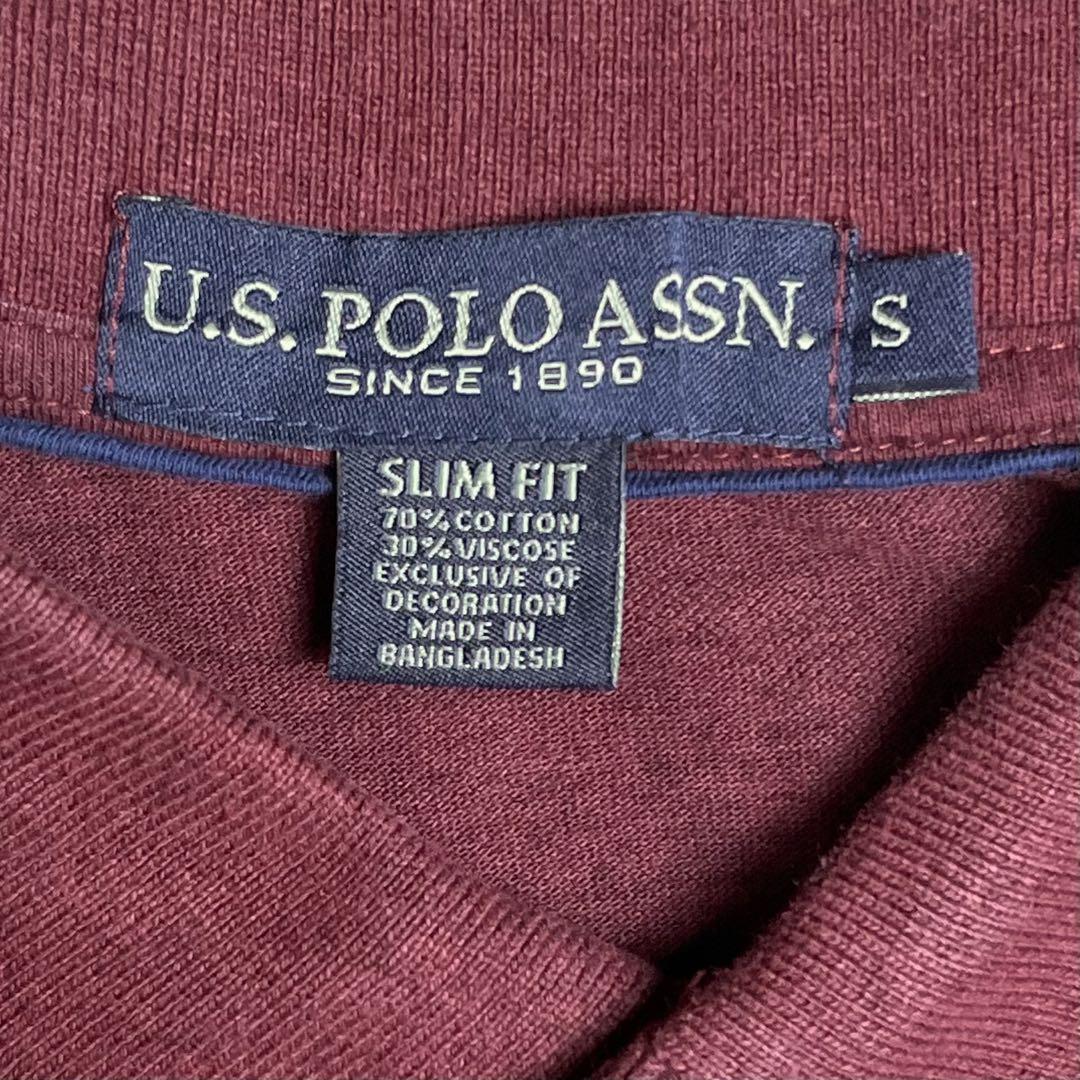 U.S. POLO ASSN.
SINCE 1890
S
SLIM FIT
70% COTTON
30% VISCOSE
EXCLUSIVE OF
DECORATION
MADE IN
BANGLADESH